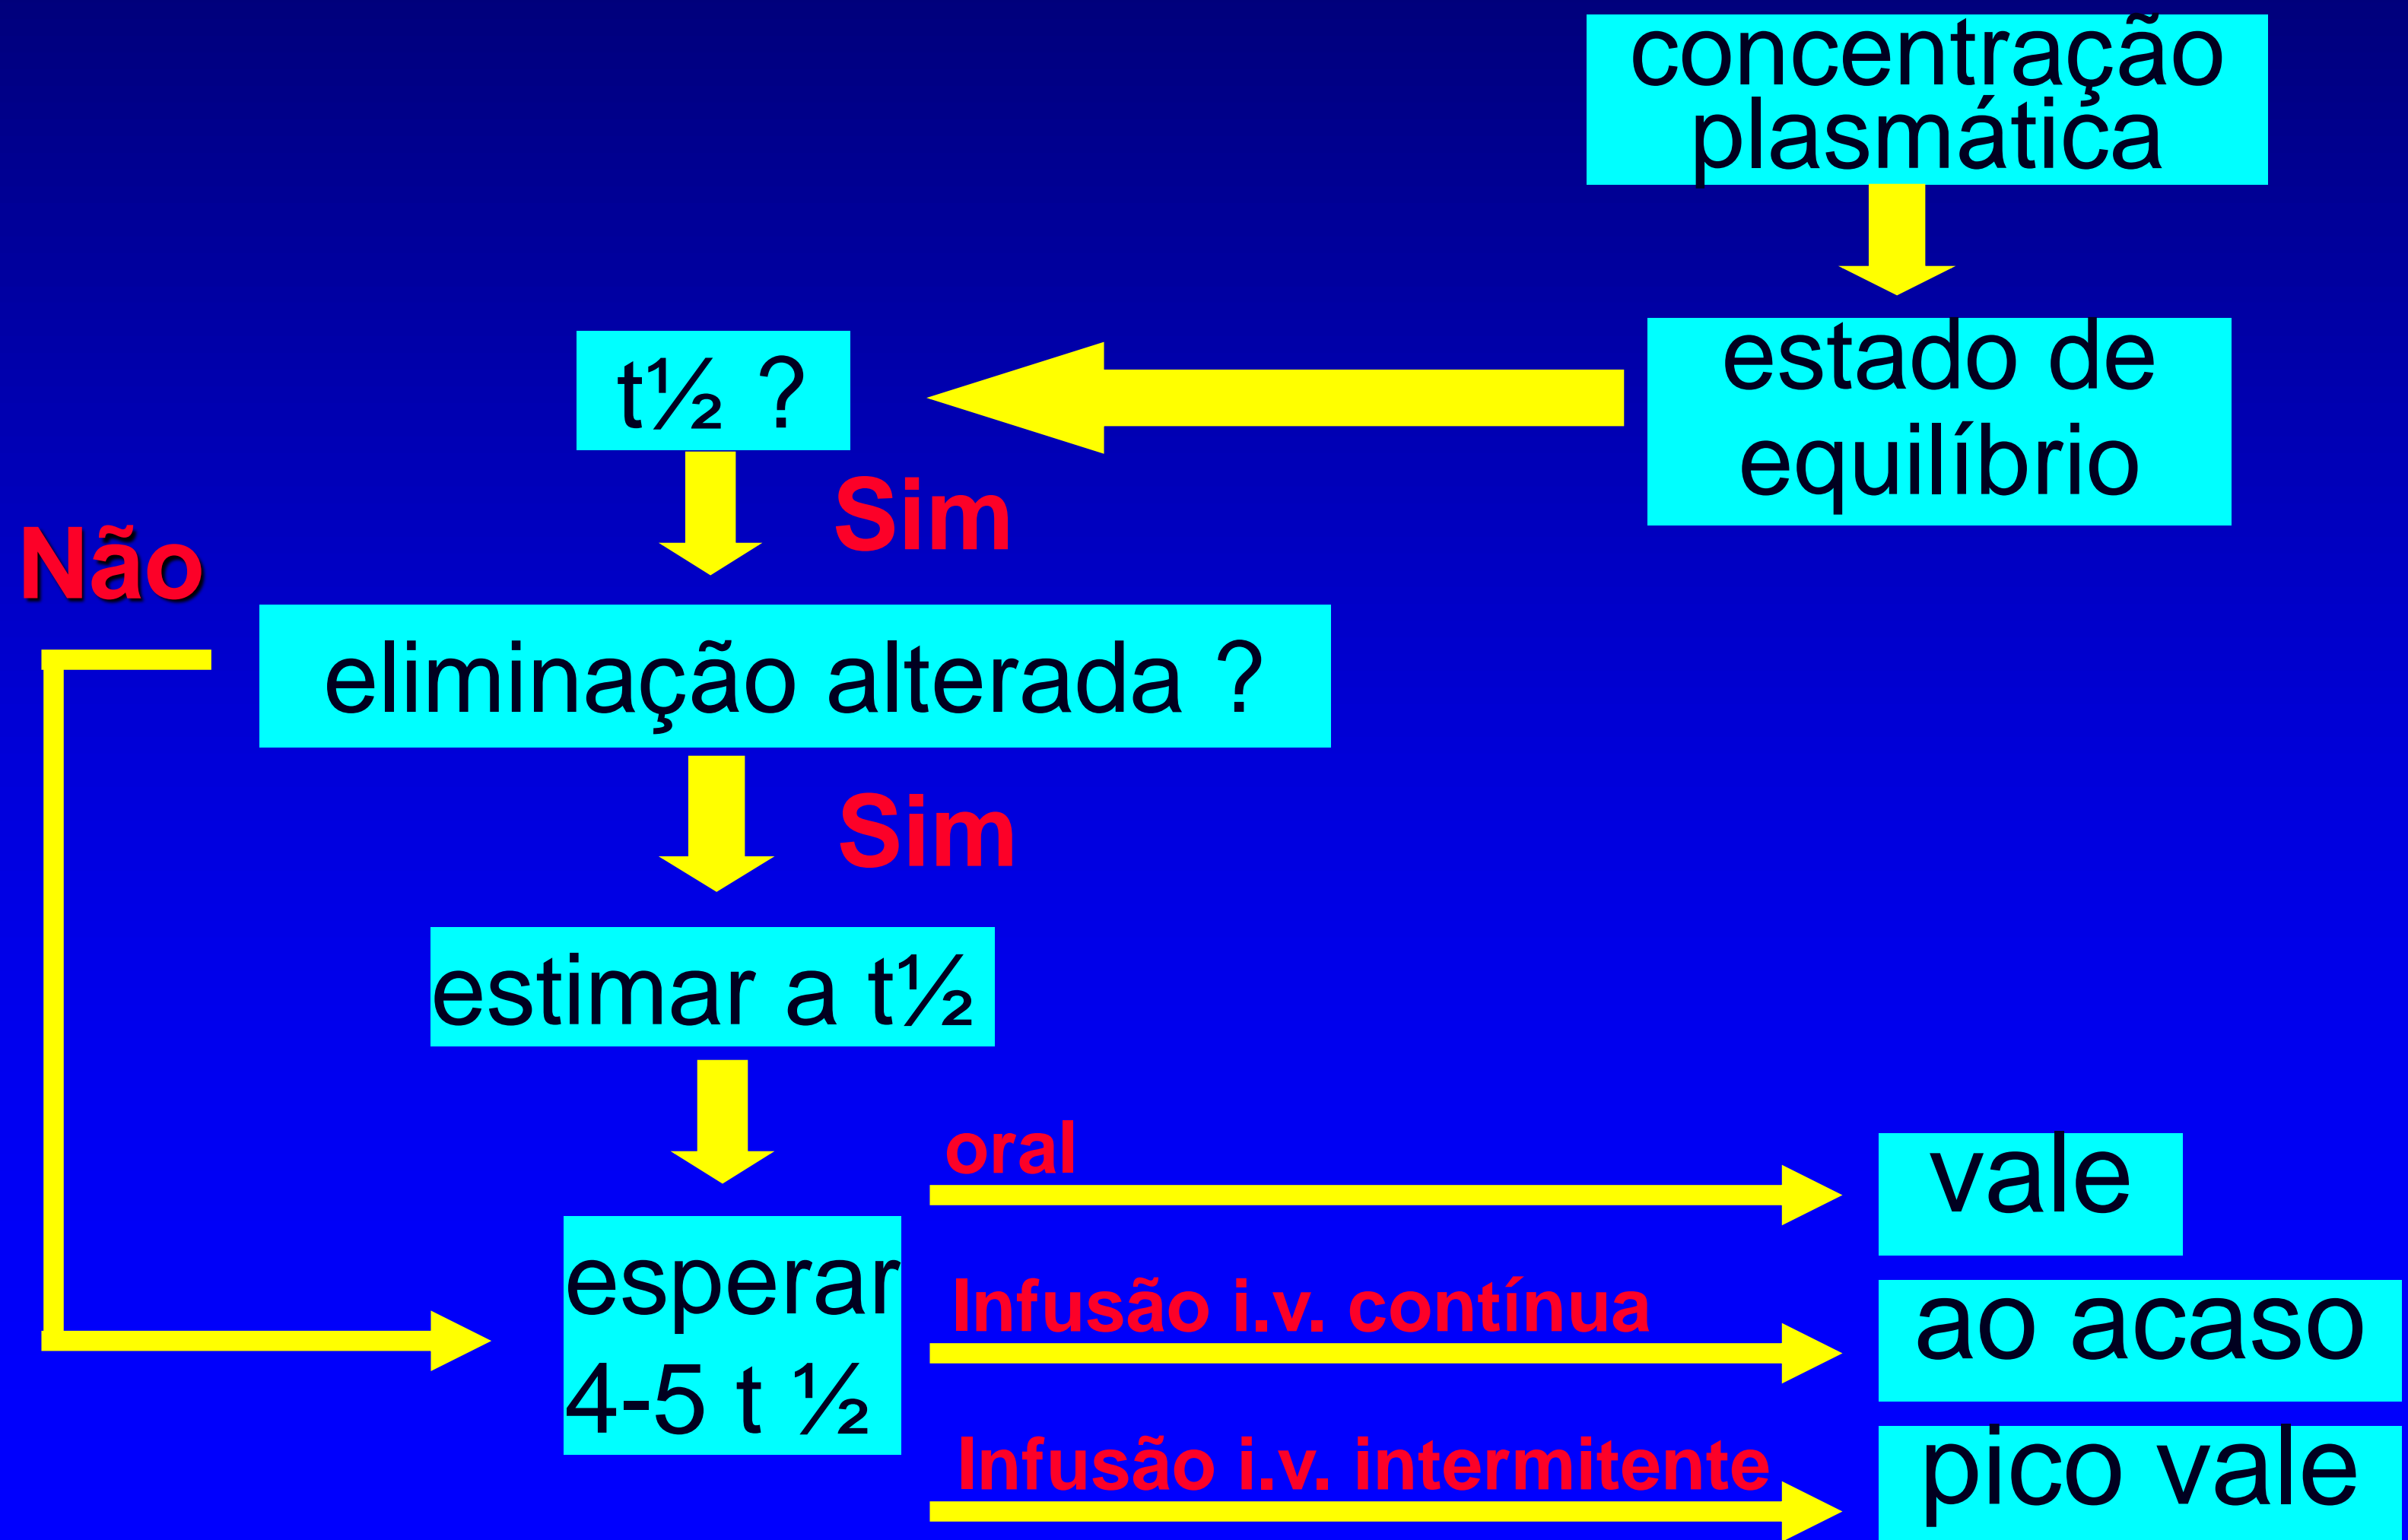 concentração
plasmática
estado de
equilíbrio
t½ ?
Sim
Não
eliminação alterada ?
Sim
estimar a t½
esperar
4-5 t ½
oral
vale
Infusão i.v. contínua
ao acaso
Infusão i.v. intermitente
pico vale